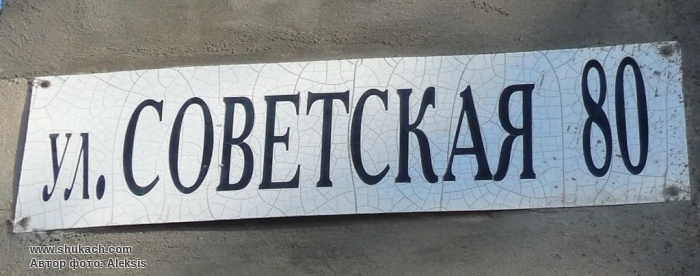 ул. СОВЕТСКАЯ 80
www.shukach.com
Автор фото: Aleksis